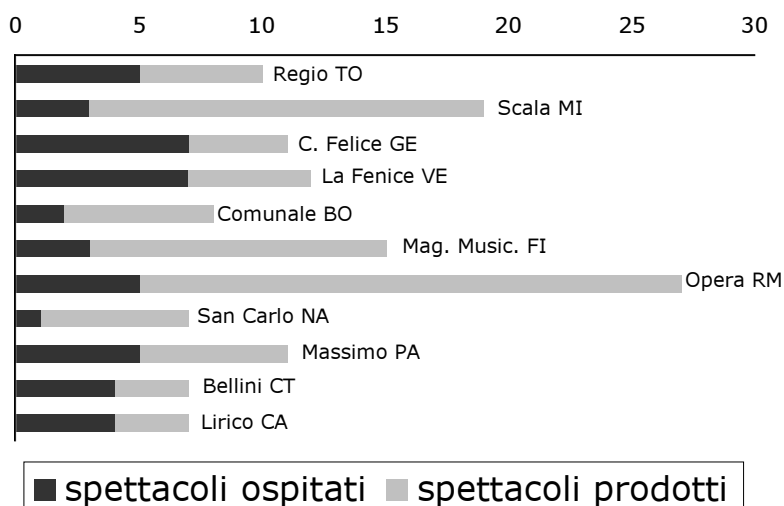 0 5 10 15 20 25 30
Regio TO
Scala MI
C. Felice GE
La Fenice VE
Comunale BO
Mag. Music. FI
Opera RM
San Carlo NA
Massimo PA
Bellini CT
Lirico CA
spettacoli ospitati spettacoli prodotti